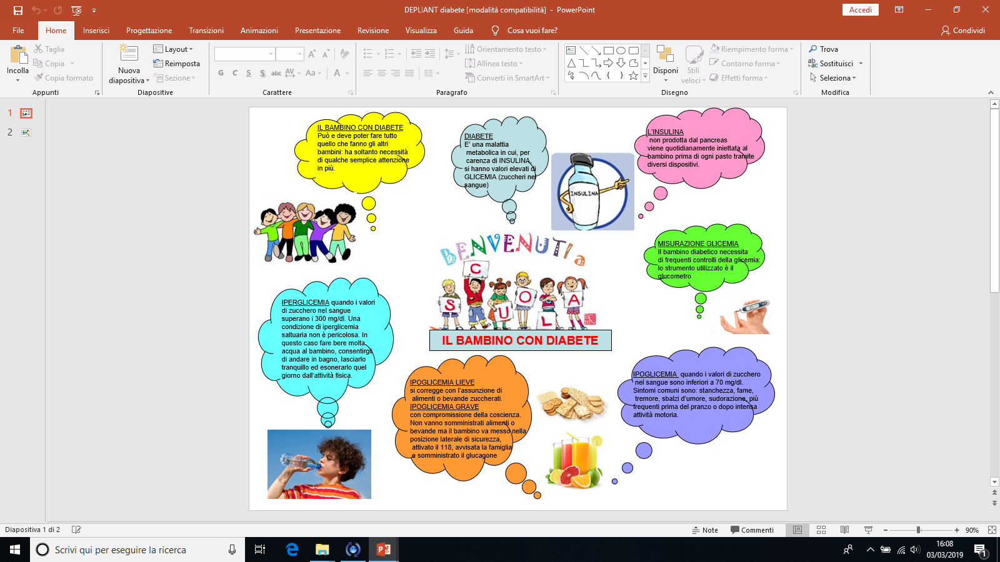 DEPLIANT diabete [modalità compatibilità] - PowerPoint
Accedi
File Home Inserisci Progettazione Transizioni Animazioni Presentazione Revisione Visualizza Guida Cosa vuoi fare? Condividi
Incolla
Taglia
Copia
Copia formato
Appunti
Nuova
diapositiva
Layout
Reimposta
Sezione
Diapositive
G C S S abc AV Aa A
Carattere
Paragrafo
Orientamento testo
Allinea testo
Converti in SmartArt
Disponi
Stili
veloci
Riempimento forma
Contorno forma
Effetti forma
Disegno
Trova
Sostituisci
Seleziona
Modifica
1
2
IL BAMBINO CON DIABETE
Può e deve poter fare tutto
quello che fanno gli altri
bambini: ha soltanto necessità
di qualche semplice attenzione
in più.
DIABETE
E' una malattia
metabolica in cui, per
carenza di INSULINA,
si hanno valori elevati di
GLICEMIA (zuccheri nel
sangue)
INSULINA
L'INSULINA
non prodotta dal pancreas
viene quotidianamente iniettata al
bambino prima di ogni pasto tramite
diversi dispositivi.
MISURAZIONE GLICEMIA
Il bambino diabetico necessita
di frequenti controlli della glicemia:
lo strumento utilizzato è il
glucometro
BENVENUTI a
SCUOLA
IL BAMBINO CON DIABETE
IPERGLICEMIA quando i valori
di zucchero nel sangue
superano i 300 mg/dl. Una
condizione di iperglicemia
saltuaria non è pericolosa. In
questo caso fare bere molta
acqua al bambino, consentirgli
di andare in bagno, lasciarlo
tranquillo ed esonerarlo quel
giorno dall'attività fisica.
IPOGLICEMIA LIEVE
si corregge con l'assunzione di
alimenti o bevande zuccherati.
IPOGLICEMIA GRAVE
con compromissione della coscienza.
Non vanno somministrati alimenti o
bevande ma il bambino va messo nella
posizione laterale di sicurezza,
attivato il 118, avvisata la famiglia
e somministrato il glucagone
IPOGLICEMIA quando i valori di zucchero
nel sangue sono inferiori a 70 mg/dl.
Sintomi comuni sono: stanchezza, fame,
tremore, sbalzi d'umore, sudorazione, più
frequenti prima del pranzo o dopo intensa
attività motoria.
Diapositiva 1 di 2
Note
Commenti
90%
Scrivi qui per eseguire la ricerca
16:08
03/03/2019
1